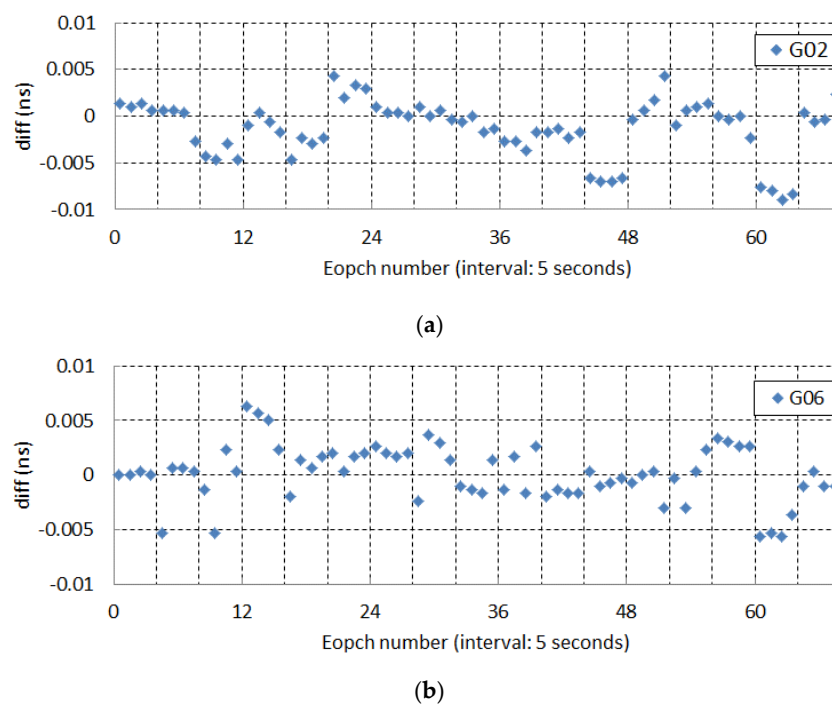 0.01
G02
0.005
0
-0.005
-0.01
diff (ns)
0 12 24 36 48 60
Eopch number (interval: 5 seconds)
(a)
0.01
G06
0.005
0
-0.005
-0.01
diff (ns)
0 12 24 36 48 60
Eopch number (interval: 5 seconds)
(b)